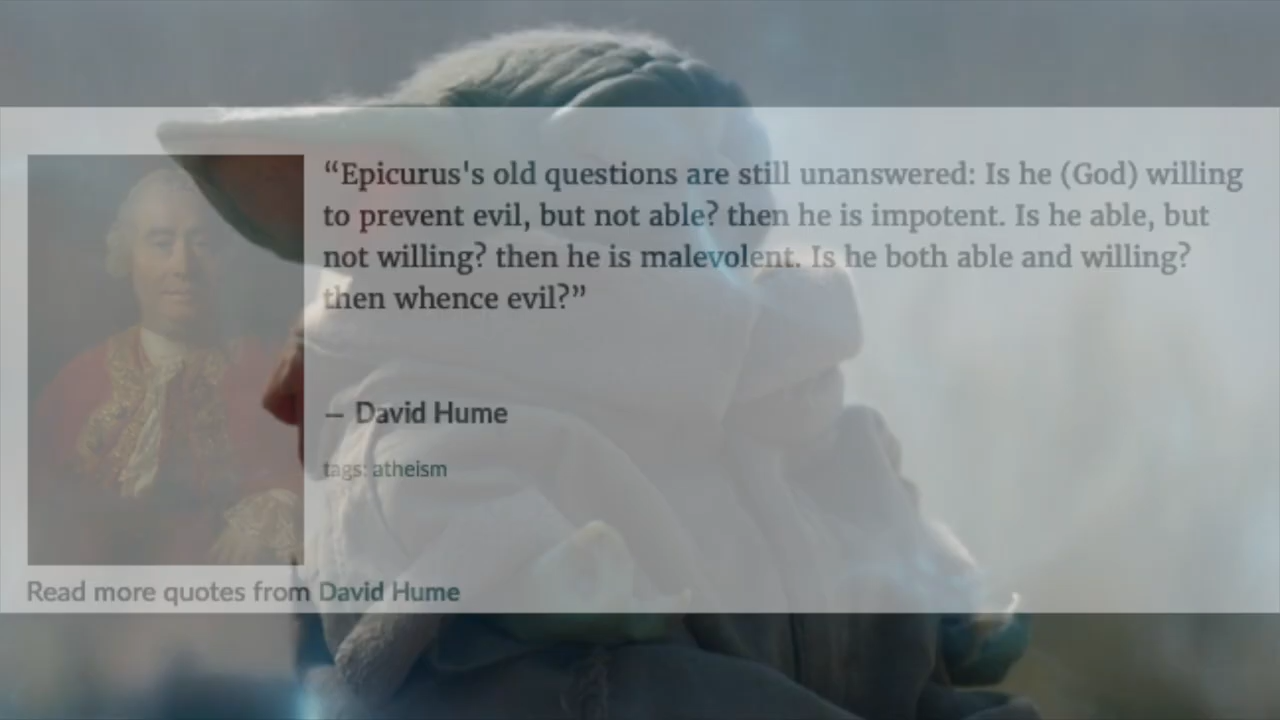 “Epicurus's old questions are still unanswered: Is he (God) willing
to prevent evil, but not able? then he is impotent. Is he able, but
not willing? then he is malevolent. Is he both able and willing?
then whence evil?”
— David Hume
tags: atheism
Read more quotes from David Hume